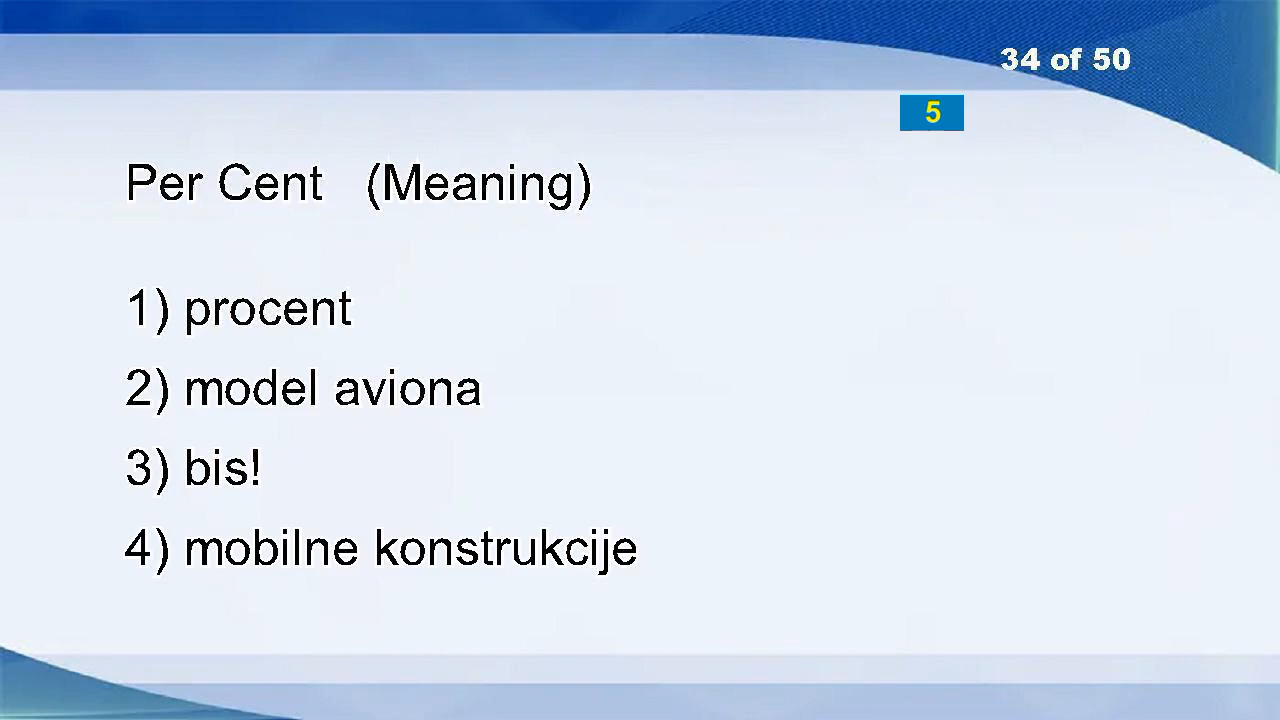 34 of 50
5
Per Cent (Meaning)
1) procent
2) model aviona
3) bis!
4) mobilne konstrukcije